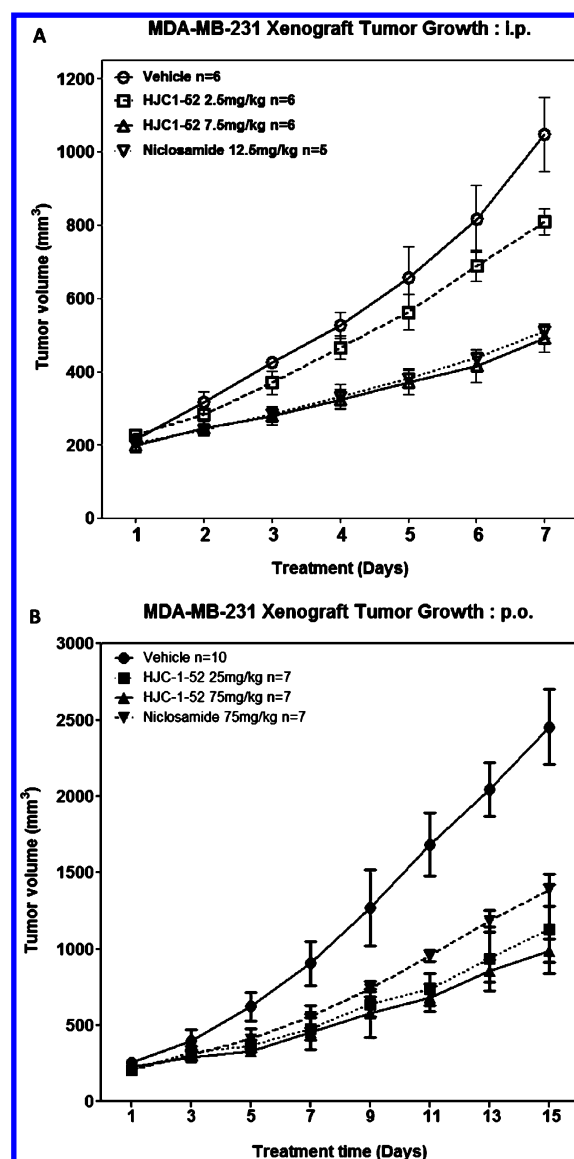 A
MDA-MB-231 Xenograft Tumor Growth : i.p.
Vehicle n=6
HJC1-52 2.5mg/kg n=6
HJC1-52 7.5mg/kg n=6
Niclosamide 12.5mg/kg n=5
1200
1000
800
600
400
200
0
Tumor volume (mm³)
1 2 3 4 5 6 7
Treatment (Days)
B
MDA-MB-231 Xenograft Tumor Growth : p.o.
Vehicle n=10
HJC-1-52 25mg/kg n=7
HJC-1-52 75mg/kg n=7
Niclosamide 75mg/kg n=7
3000
2500
2000
1500
1000
500
0
Tumor volume (mm³)
1 3 5 7 9 11 13 15
Treatment time (Days)